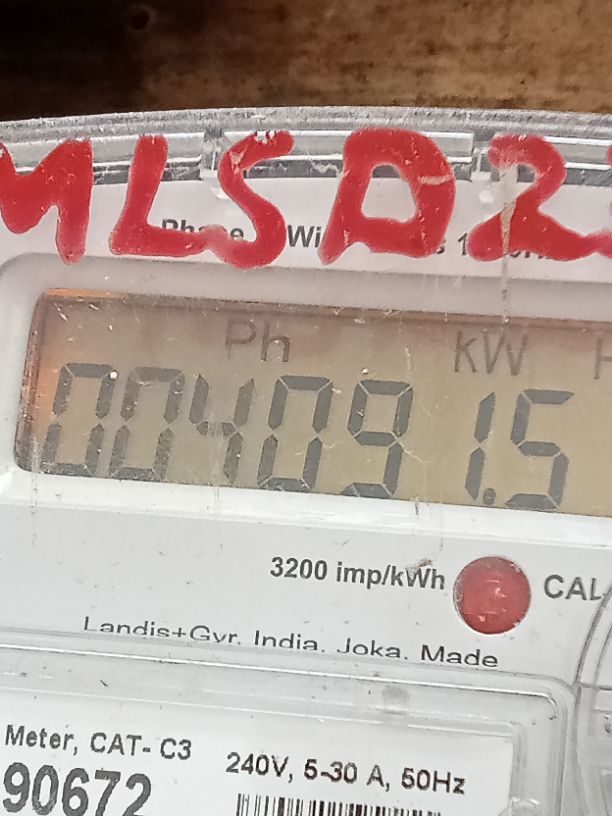 MLSD2
Ph
kW
004091.5
3200 imp/kWh
CAL
Landis+Gyr. India, Joka. Made
Meter, CAT- C3
240V, 5-30 A, 50Hz
90672